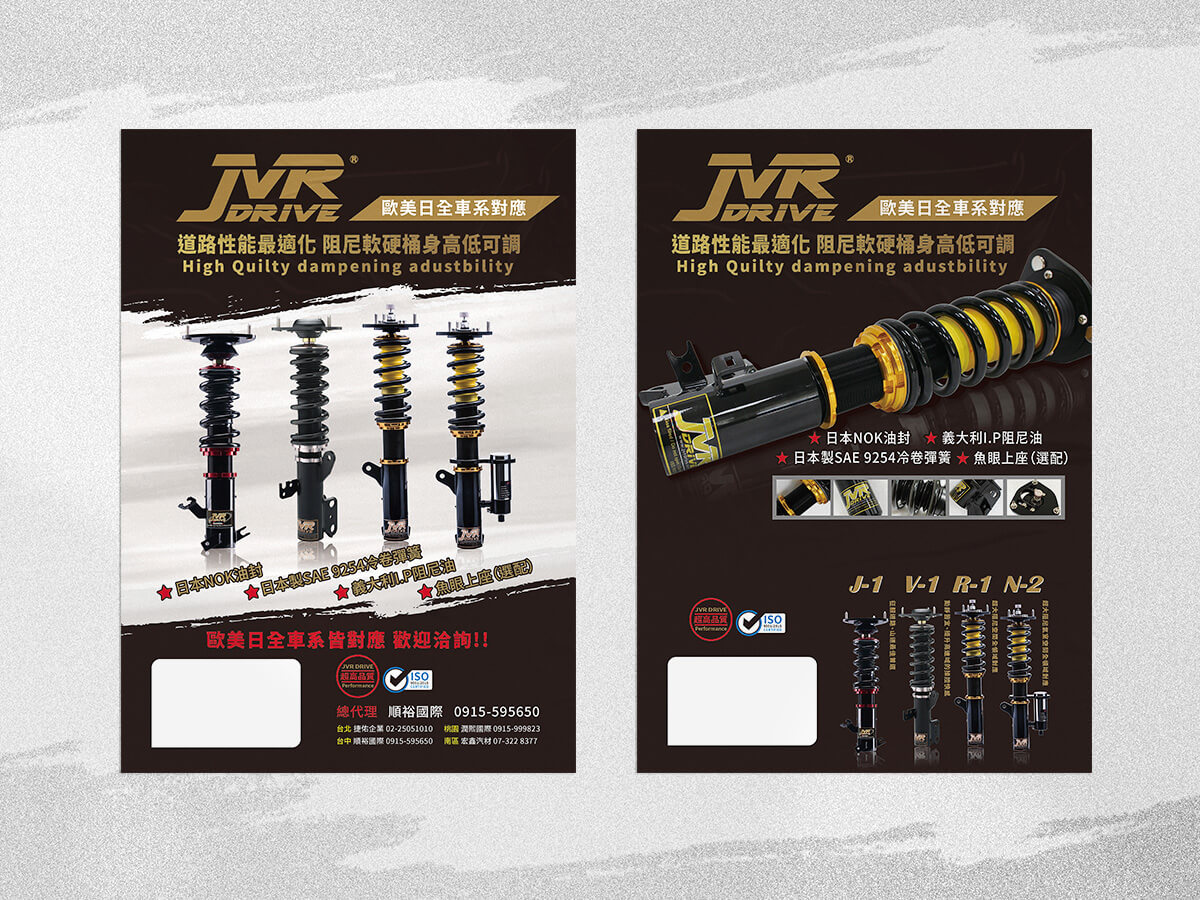 JVR®
DRIVE
歐美日全車系對應
道路性能最適化 阻尼軟硬桶身高低可調
High Quilty dampening adustbility
★日本NOK油封
★日本製SAE 9254冷卷彈簧
★義大利I.P阻尼油
★魚眼上座(選配)
歐美日全車系皆對應 歡迎洽詢!!
JVR DRIVE
超高品質
Performance
ISO
CERTIFIED
總代理 順裕國際 0915-595650
台北 捷佑企業 02-25051010 桃園 潤熙國際 0915-999823
台中 順裕國際 0915-595650 南區 宏鑫汽材 07-322 8377
JVR®
DRIVE
歐美日全車系對應
道路性能最適化 阻尼軟硬桶身高低可調
High Quilty dampening adustbility
JVR
DRIVE
★日本NOK油封 ★義大利I.P阻尼油
★日本製SAE 9254冷卷彈簧 ★魚眼上座(選配)
J-1 V-1 R-1 N-2
JVR DRIVE
超高品質
Performance
ISO
CERTIFIED